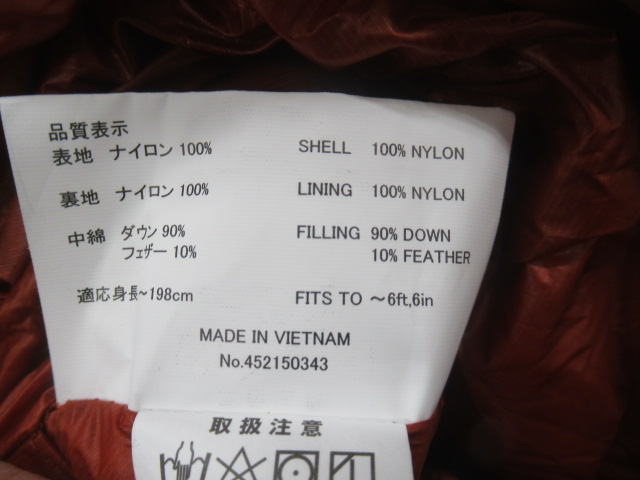 品質表示
表地 ナイロン 100% SHELL 100% NYLON
裏地 ナイロン 100% LINING 100% NYLON
中綿 ダウン 90% FILLING 90% DOWN
フェザー 10% 10% FEATHER
適応身長~198cm FITS TO ～6ft,6in
MADE IN VIETNAM
No.452150343
取扱注意